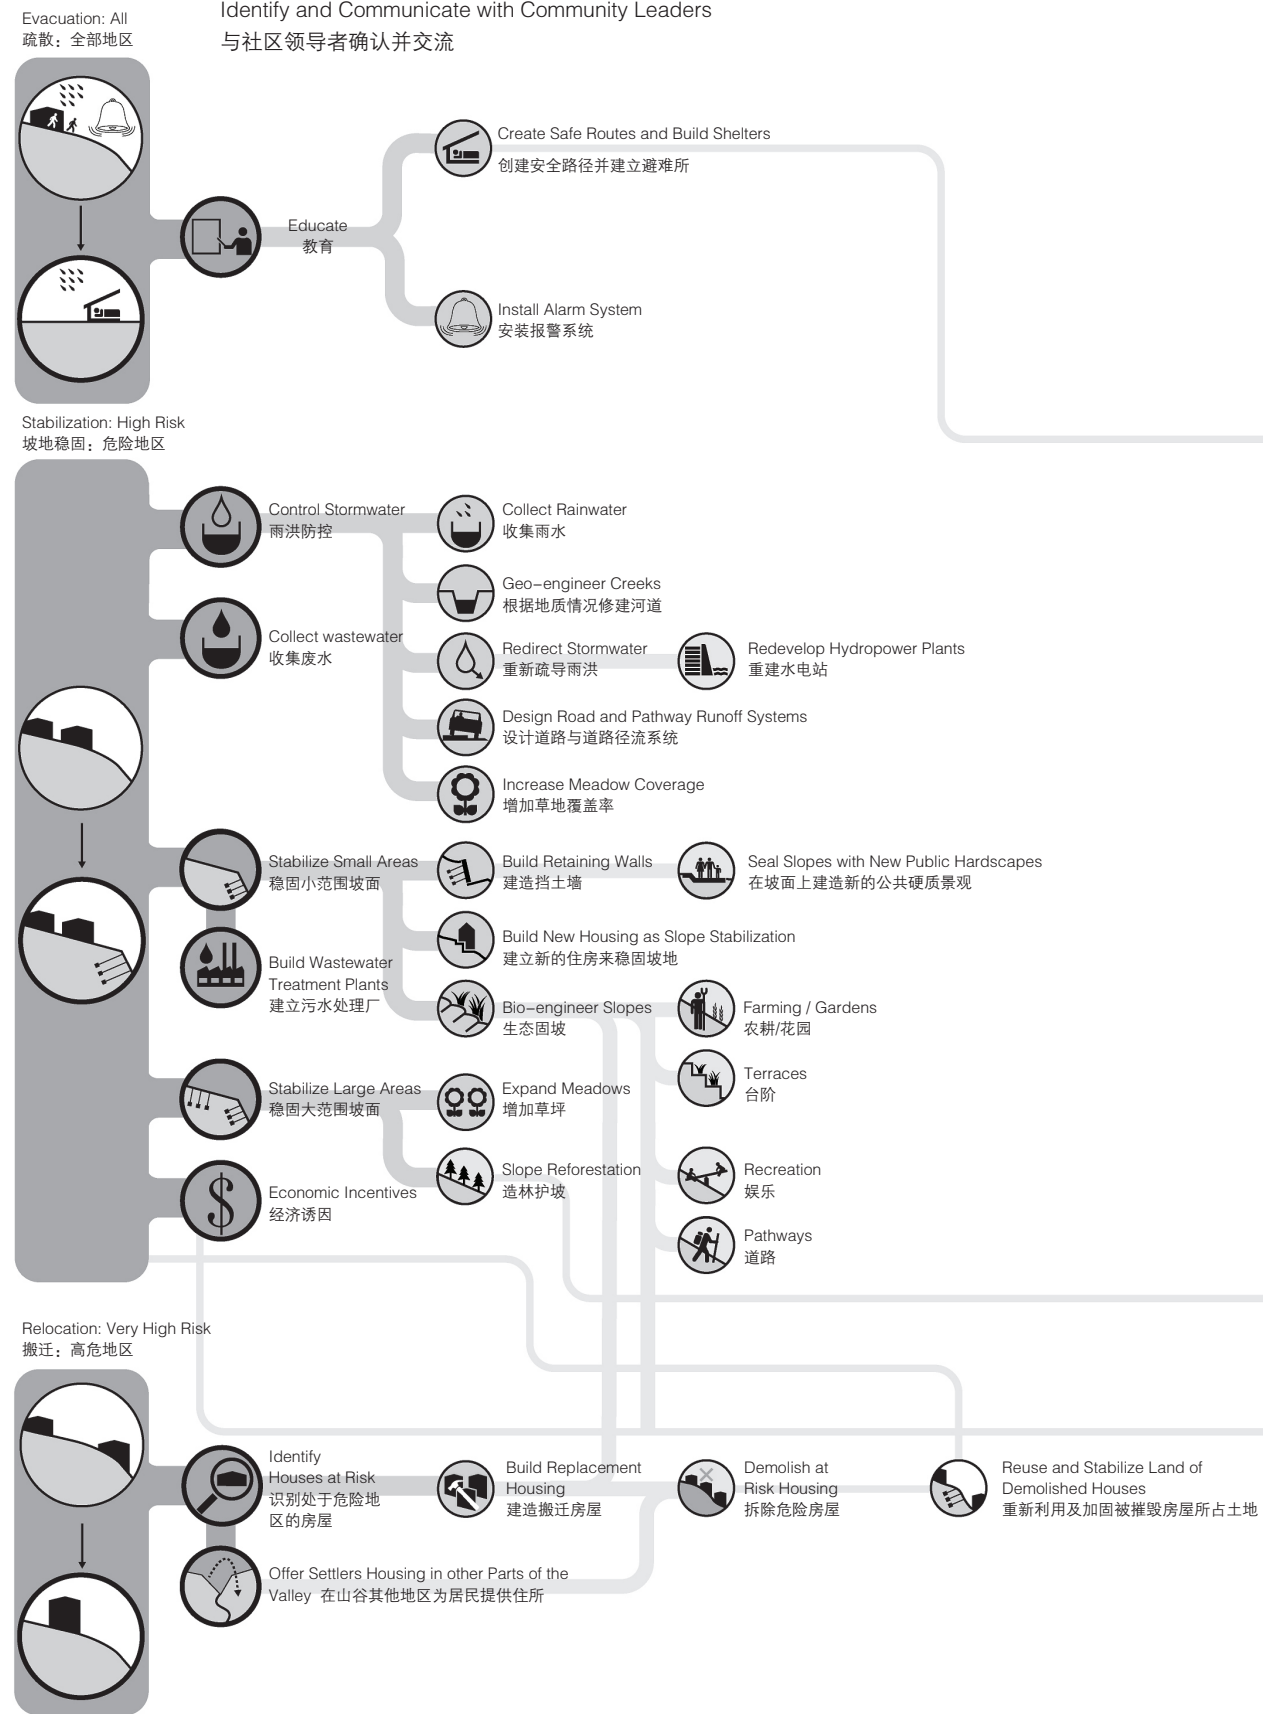 Identify and Communicate with Community Leaders
与社区领导者确认并交流
Evacuation: All
疏散：全部地区
Create Safe Routes and Build Shelters
创建安全路径并建立避难所
Educate
教育
Install Alarm System
安装报警系统
Stabilization: High Risk
坡地稳固：危险地区
Control Stormwater
雨洪防控
Collect Rainwater
收集雨水
Geo-engineer Creeks
根据地质情况修建河道
Collect wastewater
收集废水
Redirect Stormwater
重新疏导雨洪
Redevelop Hydropower Plants
重建水电站
Design Road and Pathway Runoff Systems
设计道路与道路径流系统
Increase Meadow Coverage
增加草地覆盖率
Stabilize Small Areas
稳固小范围坡面
Build Retaining Walls
建造挡土墙
Seal Slopes with New Public Hardscapes
在坡面上建造新的公共硬质景观
Build New Housing as Slope Stabilization
建立新的住房来稳固坡地
Build Wastewater
Treatment Plants
建立污水处理厂
Bio-engineer Slopes
生态固坡
Farming / Gardens
农耕/花园
Terraces
台阶
Stabilize Large Areas
稳固大范围坡面
Expand Meadows
增加草坪
Slope Reforestation
造林护坡
Recreation
娱乐
Economic Incentives
经济诱因
$
Pathways
道路
Relocation: Very High Risk
搬迁：高危地区
Identify
Houses at Risk
识别处于危险地
区的房屋
Build Replacement
Housing
建造搬迁房屋
Demolish at
Risk Housing
拆除危险房屋
Reuse and Stabilize Land of
Demolished Houses
重新利用及加固被摧毁房屋所占土地
Offer Settlers Housing in other Parts of the
Valley 在山谷其他地区为居民提供住所